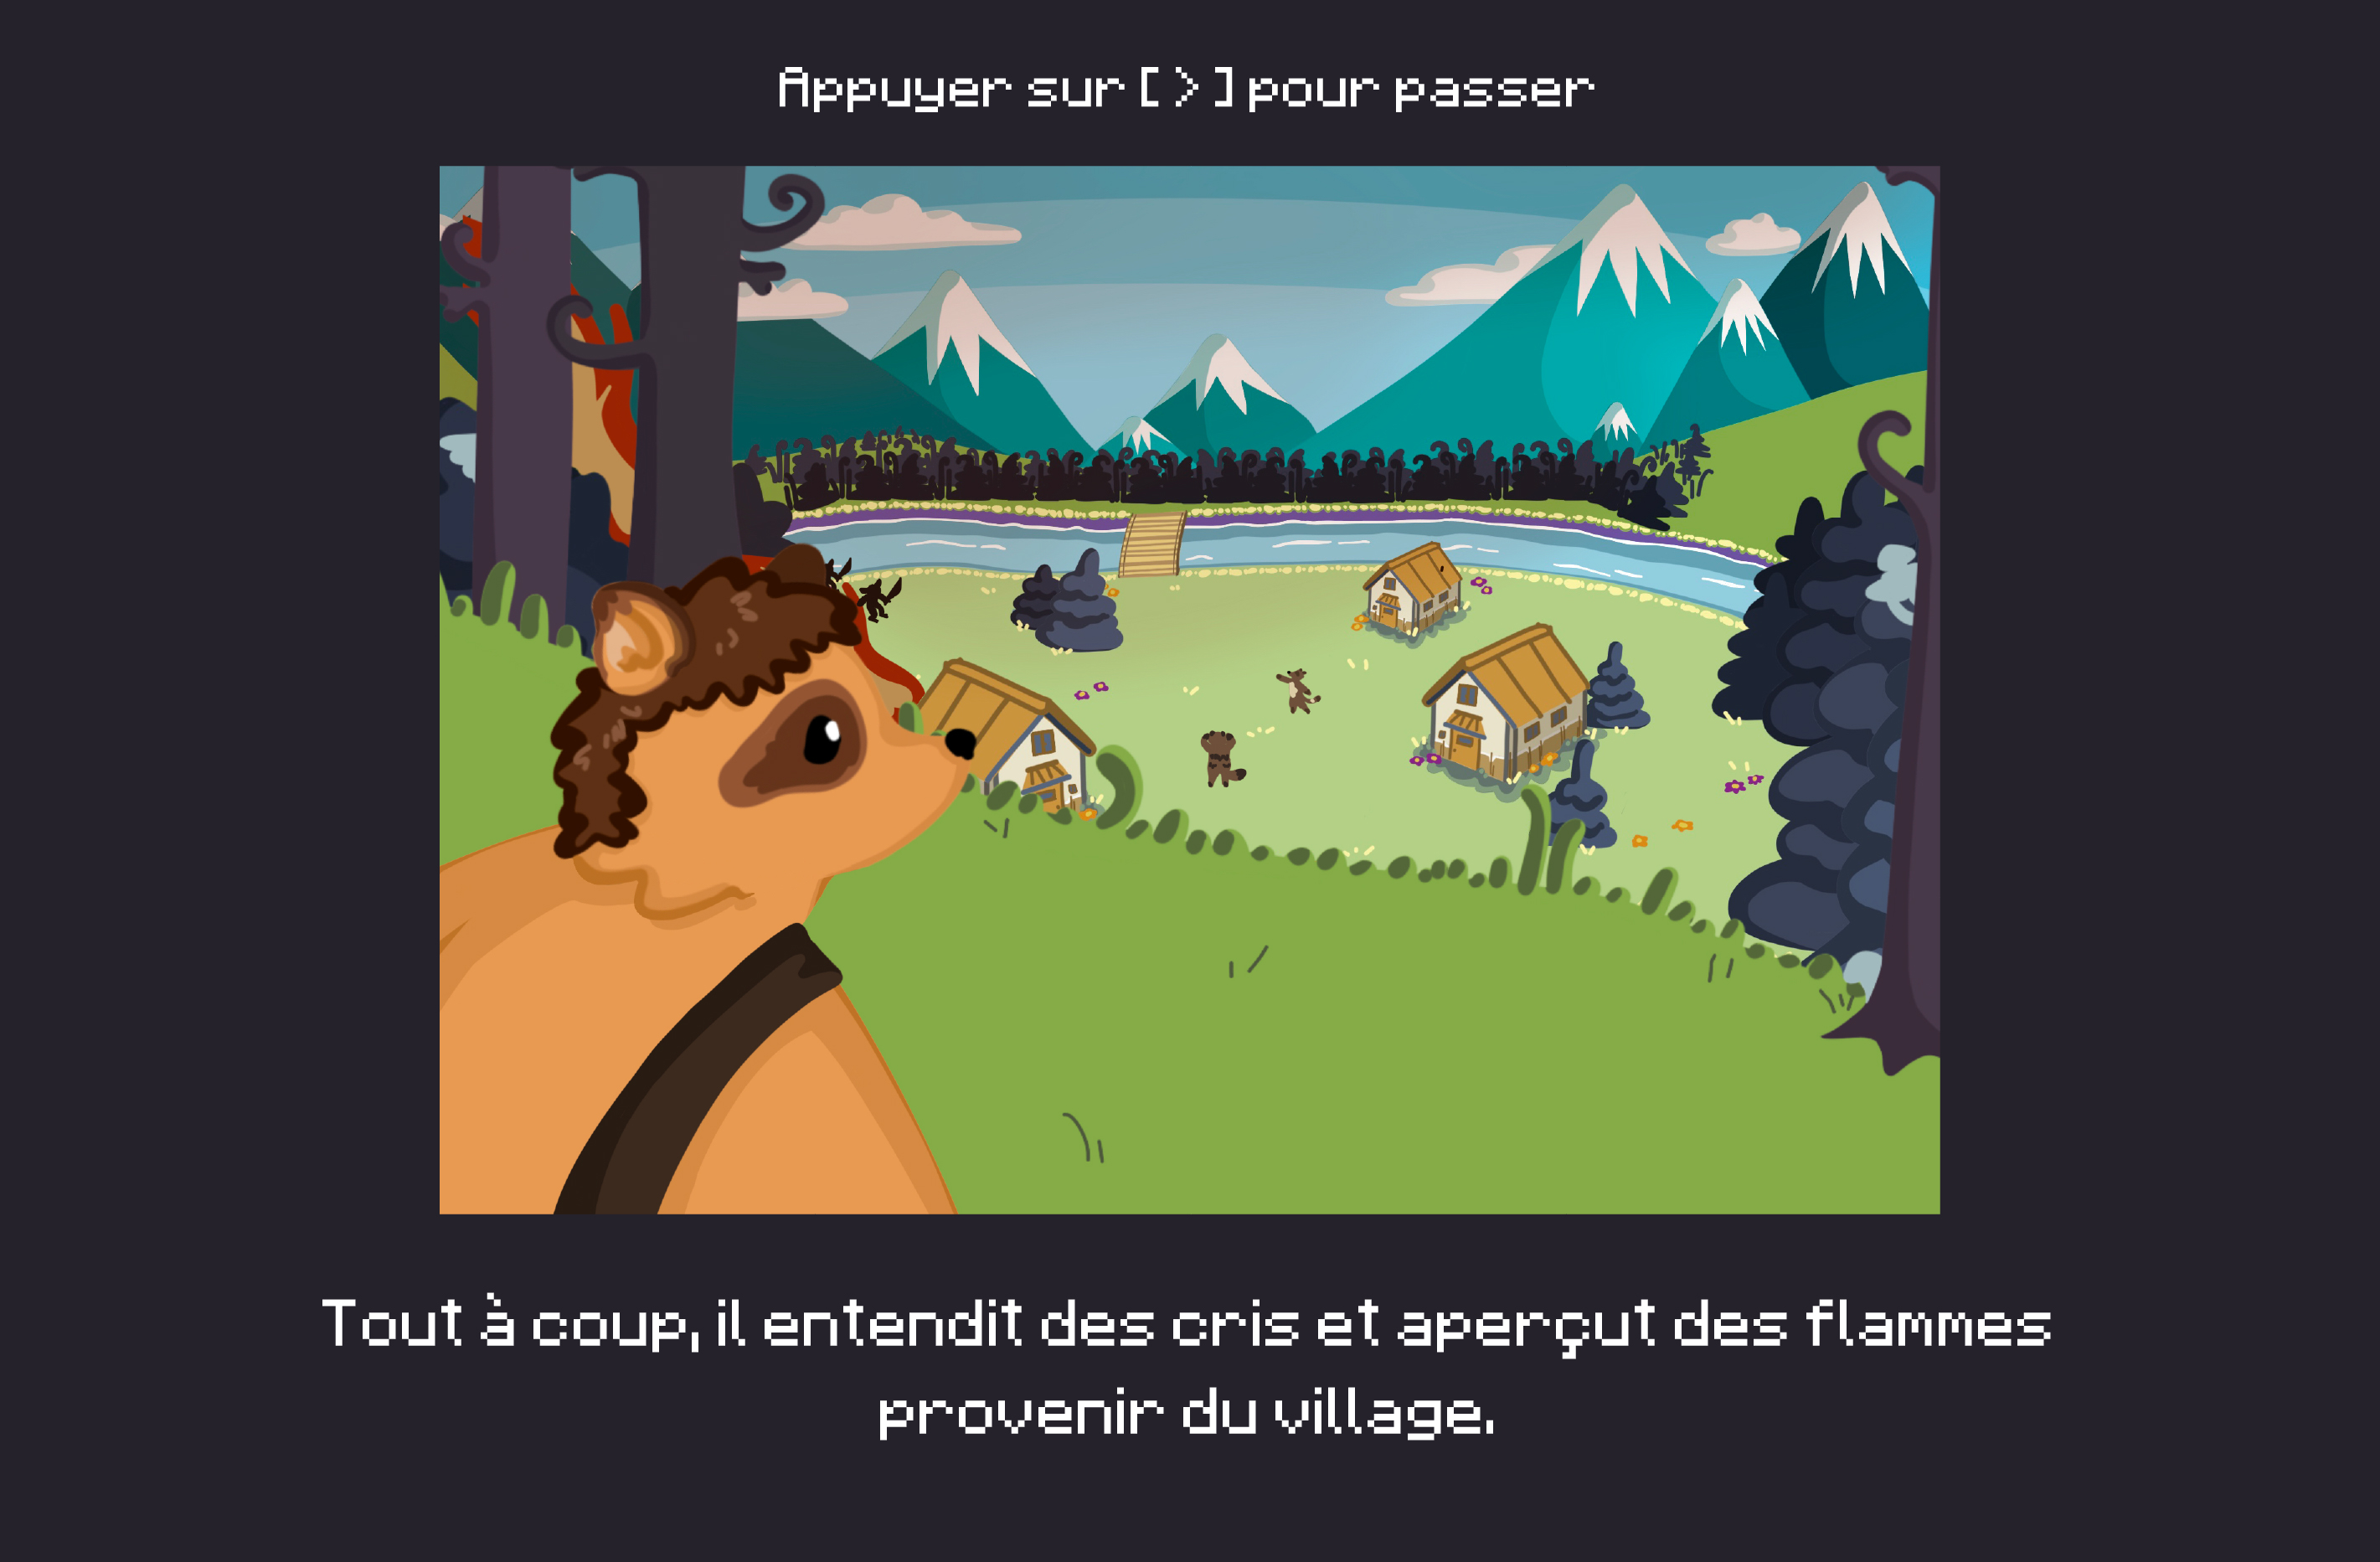 Appuyer sur [ > ] pour passer
Tout à coup, il entendit des cris et aperçut des flammes
provenir du village.